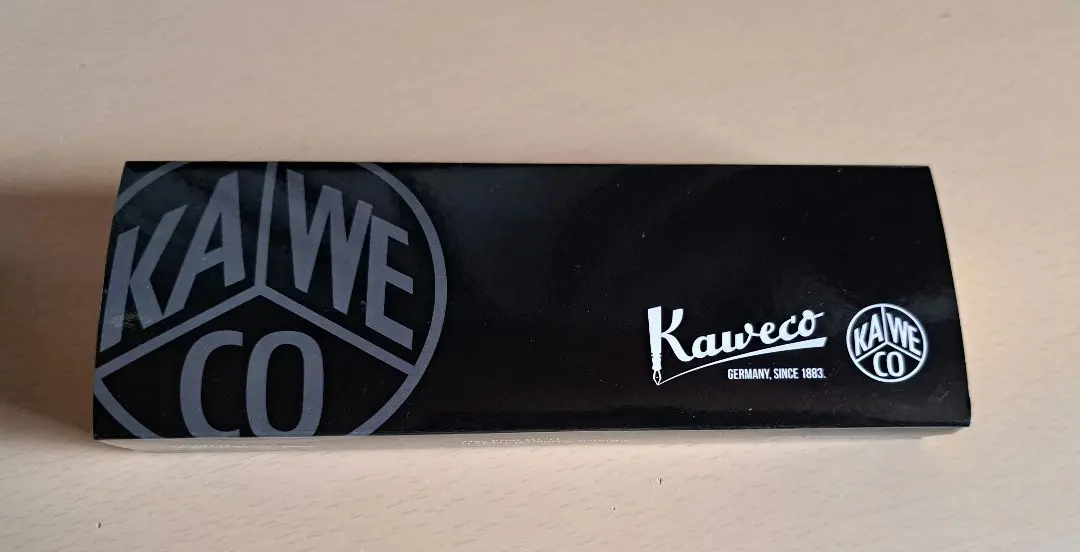 KA WE
CO
Kaweco
GERMANY, SINCE 1883.
KA WE
CO